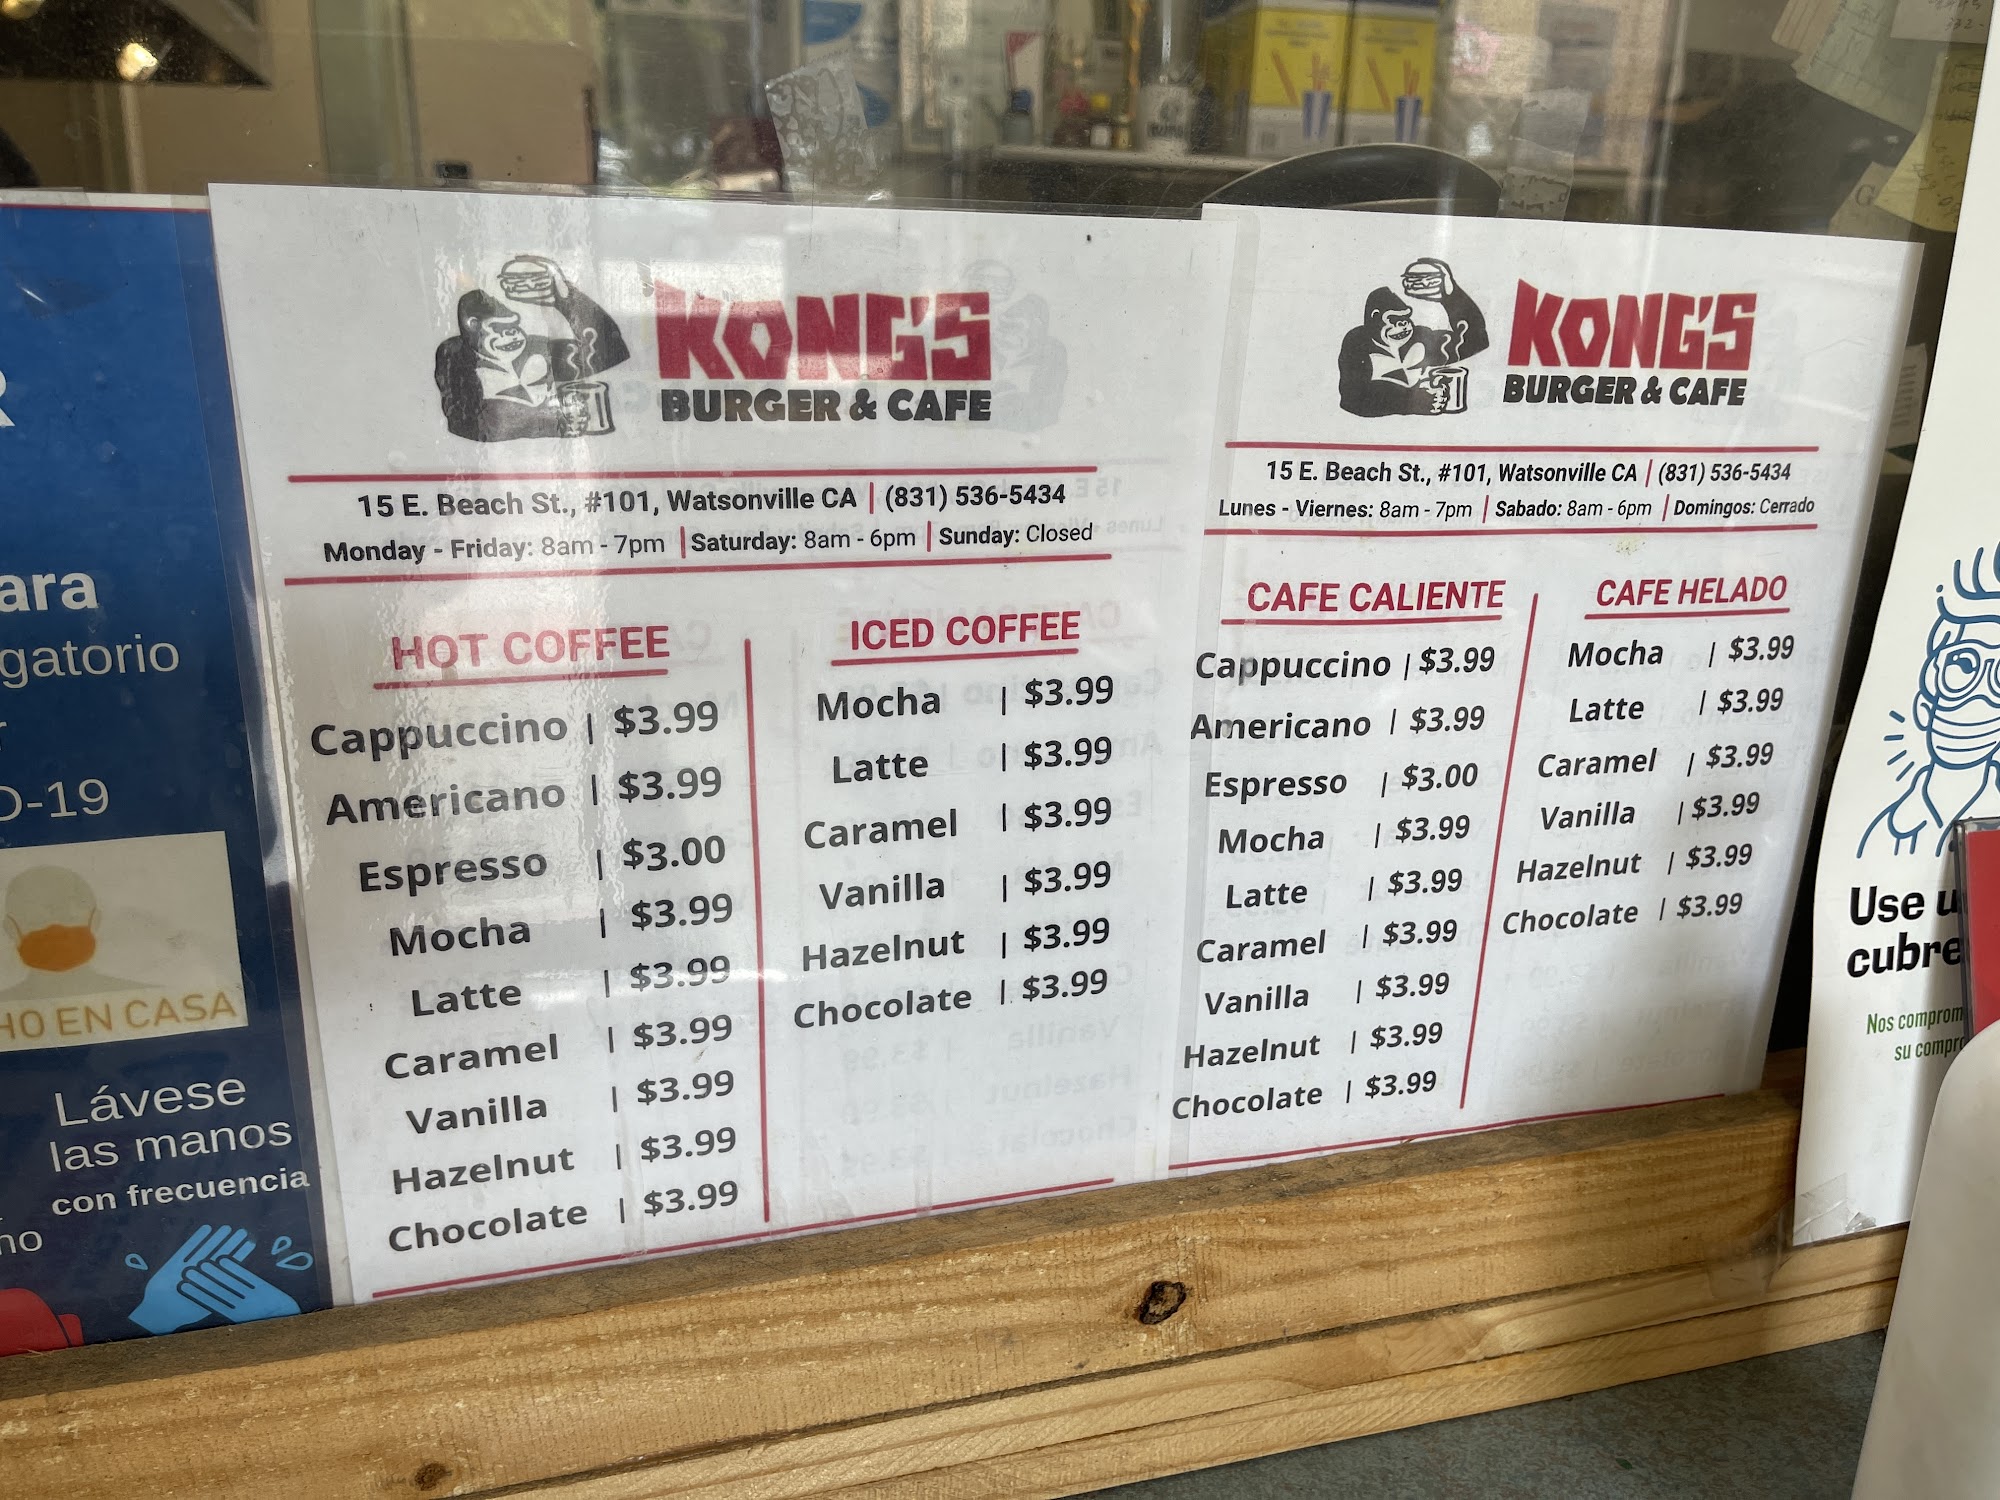 KONG'S
BURGER & CAFE
15 E. Beach St., #101, Watsonville CA | (831) 536-5434
Monday - Friday: 8am - 7pm | Saturday: 8am - 6pm | Sunday: Closed
HOT COFFEE
Cappuccino | $3.99
Americano | $3.99
Espresso | $3.00
Mocha | $3.99
Latte | $3.99
Caramel | $3.99
Vanilla | $3.99
Hazelnut | $3.99
Chocolate | $3.99
ICED COFFEE
Mocha | $3.99
Latte | $3.99
Caramel | $3.99
Vanilla | $3.99
Hazelnut | $3.99
Chocolate | $3.99
KONG'S
BURGER & CAFE
15 E. Beach St., #101, Watsonville CA | (831) 536-5434
Lunes - Viernes: 8am - 7pm | Sabado: 8am - 6pm | Domingos: Cerrado
CAFE CALIENTE
Cappuccino | $3.99
Americano | $3.99
Espresso | $3.00
Mocha | $3.99
Latte | $3.99
Caramel | $3.99
Vanilla | $3.99
Hazelnut | $3.99
Chocolate | $3.99
CAFE HELADO
Mocha | $3.99
Latte | $3.99
Caramel | $3.99
Vanilla | $3.99
Hazelnut | $3.99
Chocolate | $3.99
ara
gatorio
D-19
HO EN CASA
Lávese
las manos
con frecuencia
no
Use u
cubre
Nos comprom
su compr